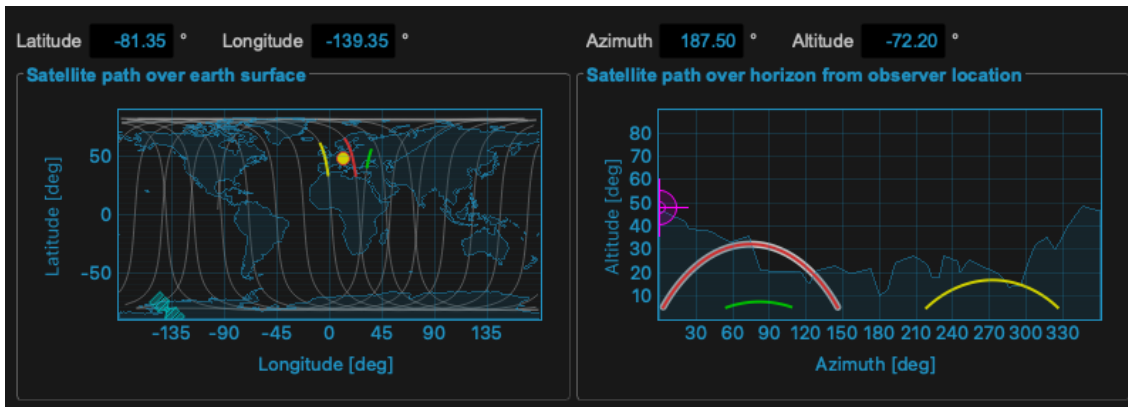 Latitude -81.35 ° Longitude -139.35 ° Azimuth 187.50 ° Altitude -72.20 °
Satellite path over earth surface
Latitude [deg]
50
0
-50
-135 -90 -45 0 45 90 135
Longitude [deg]
Satellite path over horizon from observer location
Altitude [deg]
80
70
60
50
40
30
20
10
30 60 90 120 150 180 210 240 270 300 330
Azimuth [deg]